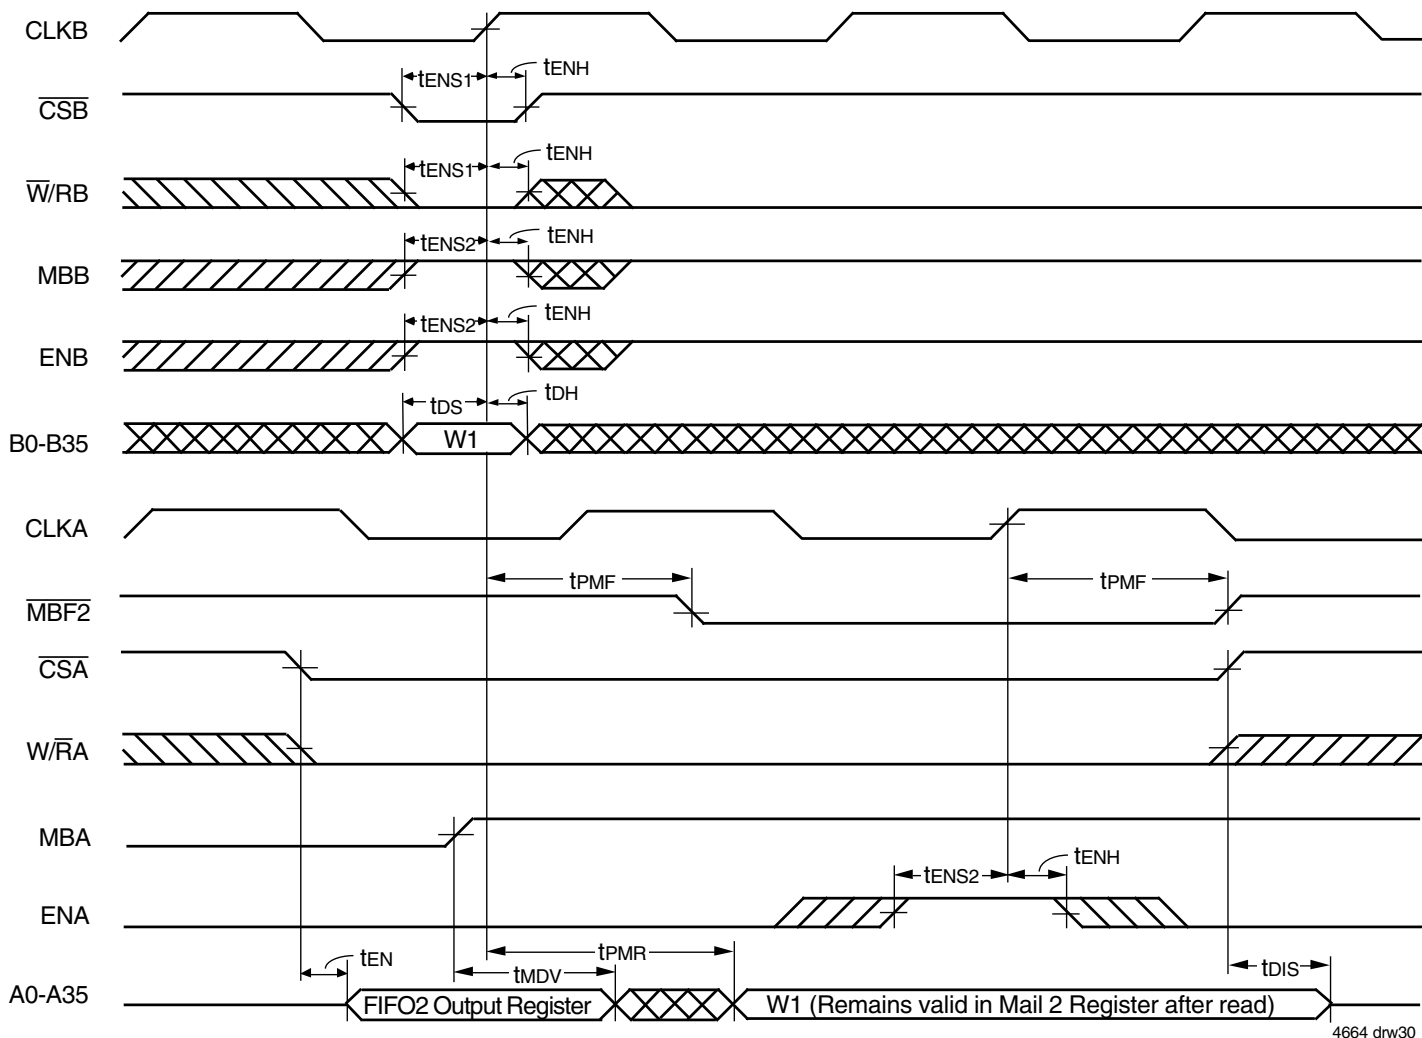 CLKB
tENS1
tENH
CSB
tENS1
tENH
W/RB
tENS2
tENH
MBB
tENS2
tENH
ENB
tDS
tDH
B0-B35
W1
CLKA
tPMF
tPMF
MBF2
CSA
W/RA
MBA
tENS2
tENH
ENA
tPMR
tEN
tMDV
tDIS
A0-A35
FIFO2 Output Register
W1 (Remains valid in Mail 2 Register after read)
4664 drw30